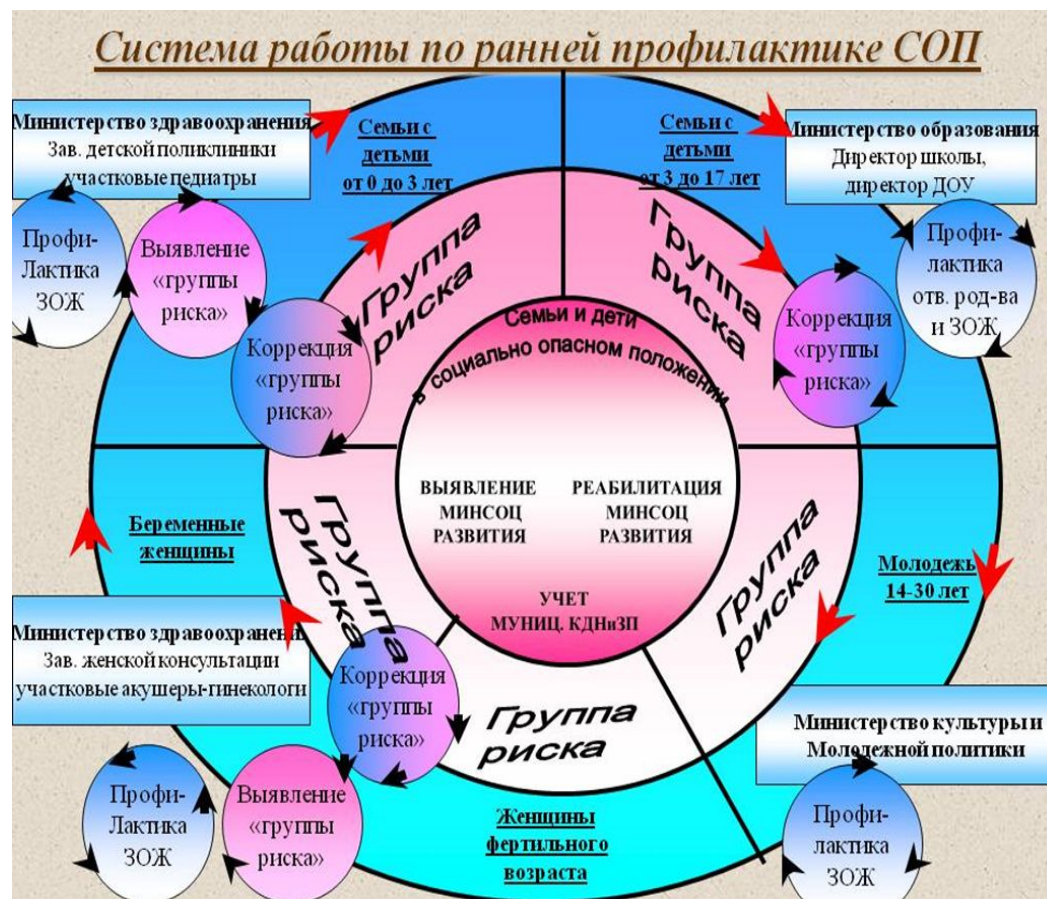 Система работы по ранней профилактике СОП
Министерство здравоохранения
Зав. детской поликлиники
участковые педиатры
Семьи с
детьми
от 0 до 3 лет
Семьи с
детьми
от 3 до 17 лет
Министерство образования
Директор школы,
директор ДОУ
Профи-
Лактика
ЗОЖ
Выявление
«группы
риска»
Коррекция
«группы
риска»
Группа
риска
Группа
риска
Коррекция
«группы
риска»
Профи-
лактика
отв. род-ва
и ЗОЖ
Семьи и дети
в социально опасном положении
ВЫЯВЛЕНИЕ
МИНСОЦ
РАЗВИТИЯ
РЕАБИЛИТАЦИЯ
МИНСОЦ
РАЗВИТИЯ
УЧЕТ
МУНИЦ. КДНиЗП
Беременные
женщины
Группа
риска
Группа
риска
Молодежь
14-30 лет
Министерство здравоохранения
Зав. женской консультации
участковые акушеры-гинекологи
Коррекция
«группы
риска»
Группа
риска
Министерство культуры и
Молодежной политики
Профи-
Лактика
ЗОЖ
Выявление
«группы
риска»
Женщины
фертильного
возраста
Профи-
лактика
ЗОЖ